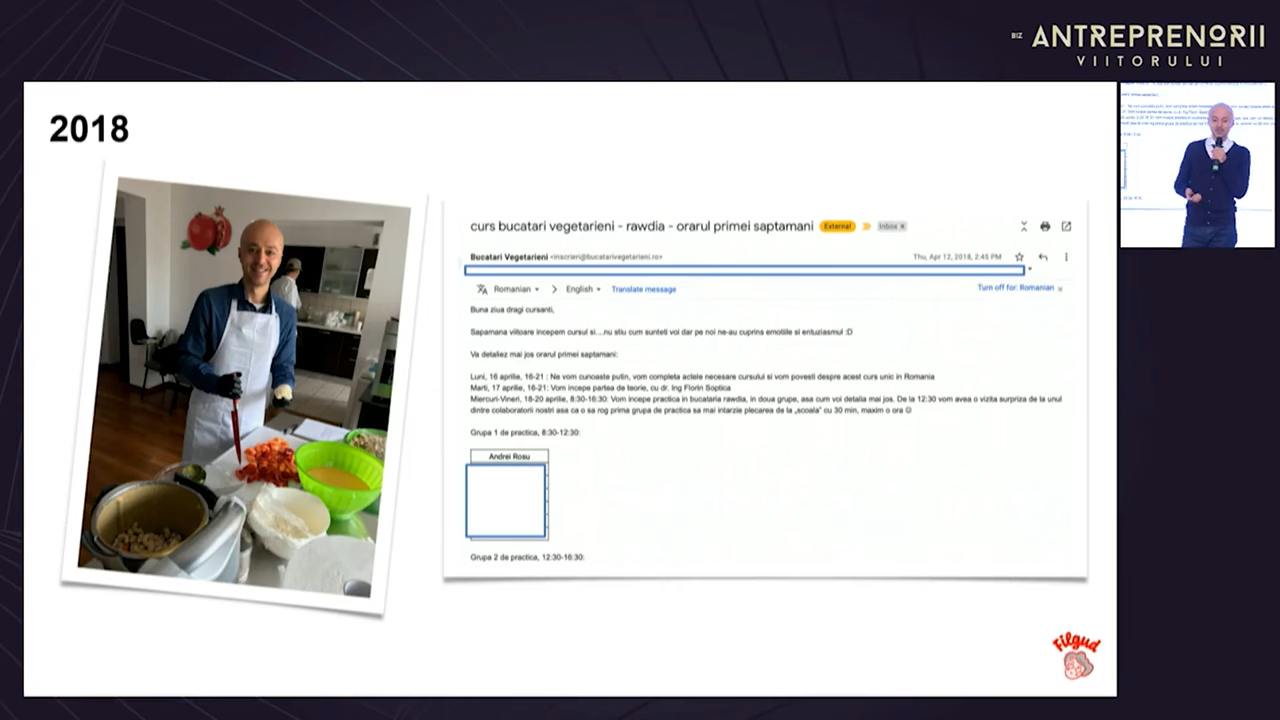 BIZ ANTREPRENORII
VIITORULUI
2018
curs bucatari vegetarieni - rawdia - orarul primei saptamani External Inbox x
Bucatari Vegetarieni <inscrieri@bucatarivegetarieni.ro> Thu, Apr 12, 2018, 2:45 PM
Romanian > English Translate message Turn off for: Romanian x
Buna ziua dragi cursanti,
Sapamana viitoare incepem cursul si....nu stiu cum sunteti voi dar pe noi ne-au cuprins emotiile si entuziasmul :D
Va detaliez mai jos orarul primei saptamani:
Luni, 16 aprilie, 16-21 : Ne vom cunoaste putin, vom completa actele necesare cursului si vom povesti despre acest curs unic in Romania
Marti, 17 aprilie, 16-21: Vom incepe partea de teorie, cu dr. Ing Florin Soptica
Miercuri-Vineri, 18-20 aprilie, 8:30-16:30: Vom incepe practica in bucataria rawdia, in doua grupe, asa cum voi detalia mai jos. De la 12:30 vom avea o vizita surpriza de la unul
dintre colaboratorii nostri asa ca o sa rog prima grupa de practica sa mai intarzie plecarea de la „scoala" cu 30 min, maxim o ora ☺
Grupa 1 de practica, 8:30-12:30:
Andrei Rosu
Grupa 2 de practica, 12:30-16:30:
Filgud